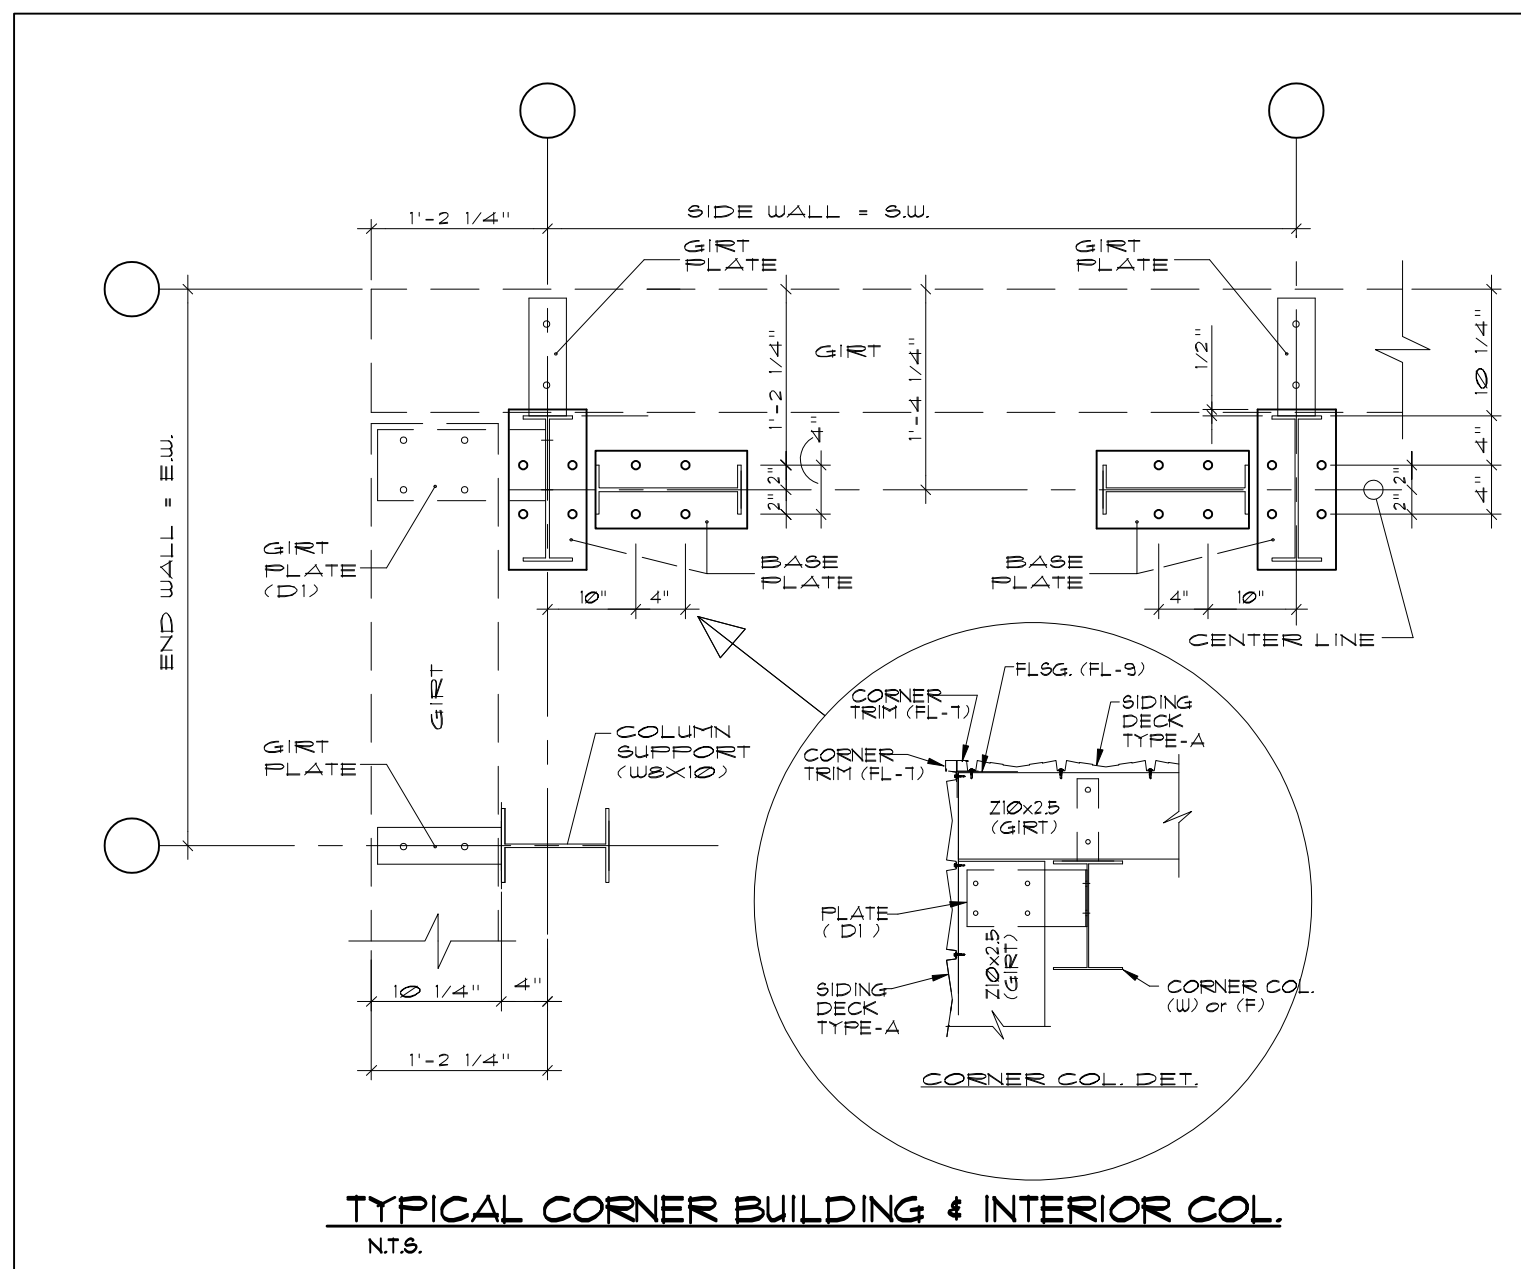 1'-2 1/4"
SIDE WALL = S.W.
GIRT
PLATE
GIRT
PLATE
GIRT
1'-2 1/4"
1'-4 1/4"
4"
2"
2"
1/2"
10 1/4"
4"
4"
2"
2"
END WALL = E.W.
GIRT
PLATE
(D1)
BASE
PLATE
BASE
PLATE
10"
4"
4"
10"
CENTER LINE
GIRT
GIRT
PLATE
COLUMN
SUPPORT
(W8X10)
10 1/4"
4"
1'-2 1/4"
FLSG. (FL-9)
CORNER
TRIM (FL-7)
SIDING
DECK
TYPE-A
CORNER
TRIM (FL-7)
Z10x2.5
(GIRT)
PLATE
( D1 )
Z10x2.5
(GIRT)
SIDING
DECK
TYPE-A
CORNER COL.
(W) or (F)
CORNER COL. DET.
TYPICAL CORNER BUILDING & INTERIOR COL.
N.T.S.